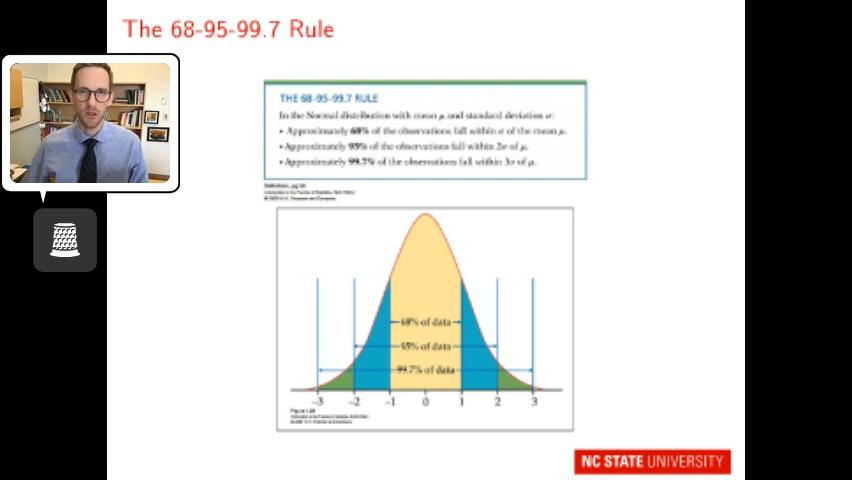 The 68-95-99.7 Rule
THE 68–95–99.7 RULE
In the Normal distribution with mean μ and standard deviation σ:
• Approximately 68% of the observations fall within σ of the mean μ.
• Approximately 95% of the observations fall within 2σ of μ.
• Approximately 99.7% of the observations fall within 3σ of μ.
68% of data
95% of data
99.7% of data
−3 −2 −1 0 1 2 3
NC STATE UNIVERSITY